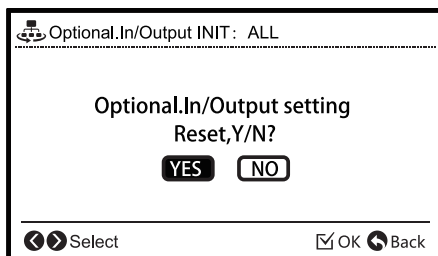 Optional.In/Output INIT: ALL
Optional.In/Output setting
Reset,Y/N?
YES NO
Select OK Back